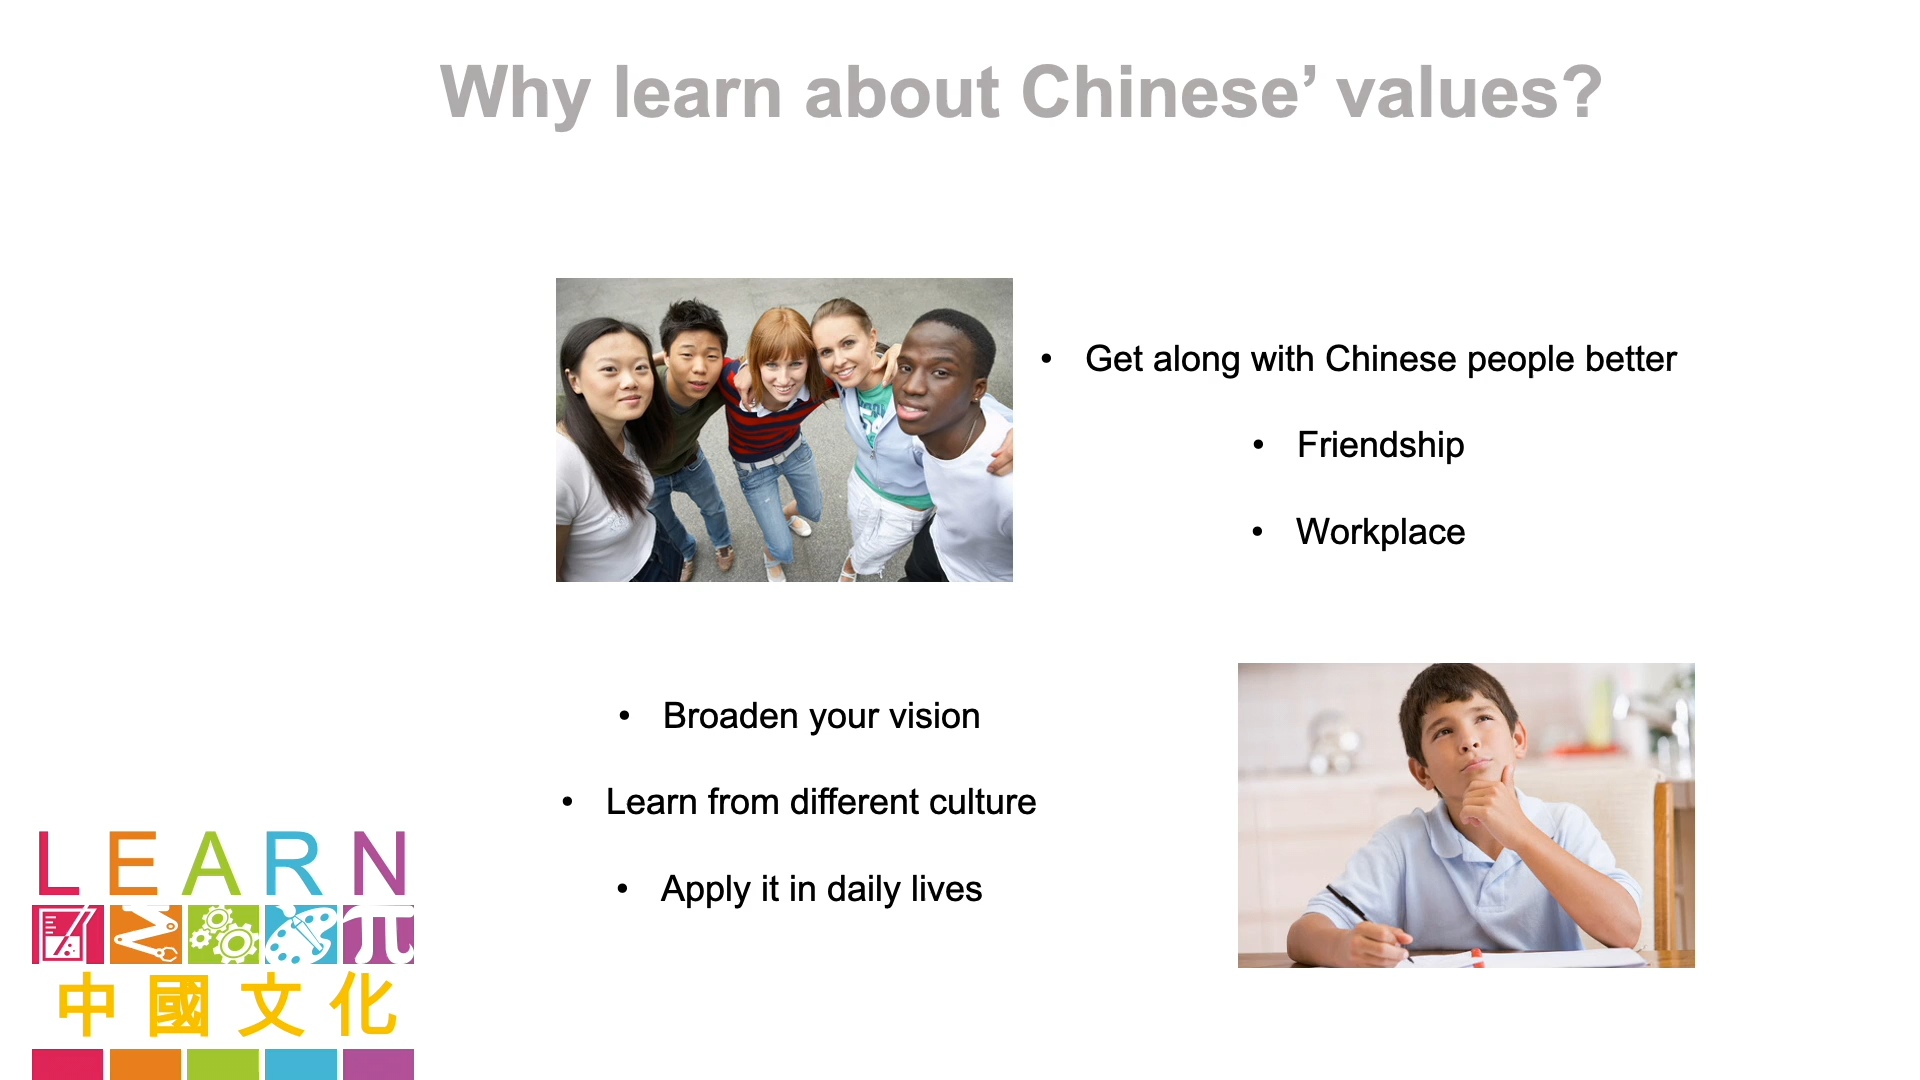 Why learn about Chinese’ values?
• Get along with Chinese people better
• Friendship
• Workplace
• Broaden your vision
• Learn from different culture
• Apply it in daily lives
LEARN
π
中國文化